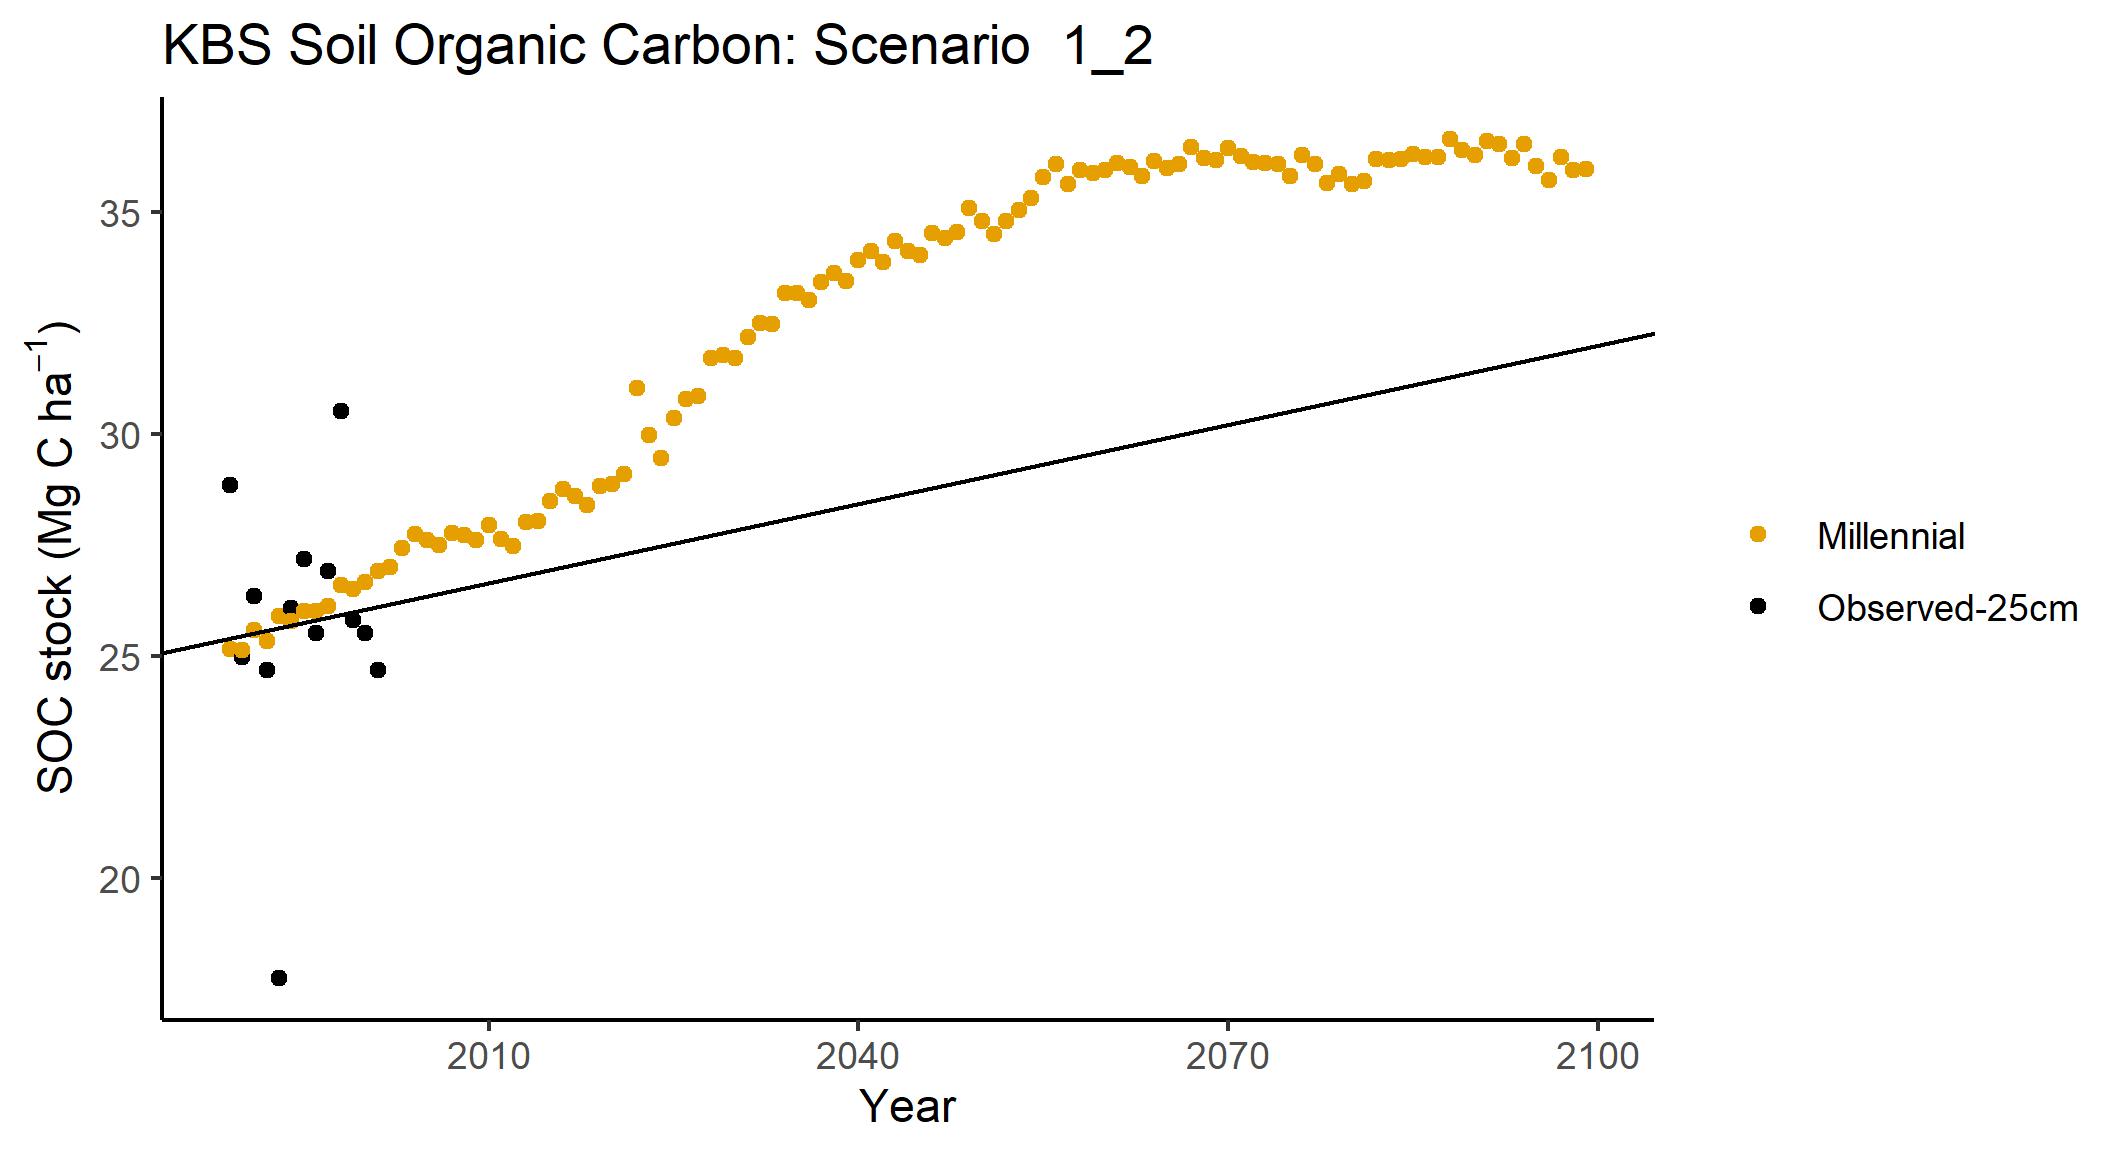 KBS Soil Organic Carbon: Scenario  1_2
SOC stock (Mg C ha⁻¹)
35
30
25
20
2010 2040 2070 2100
Year
Millennial
Observed-25cm